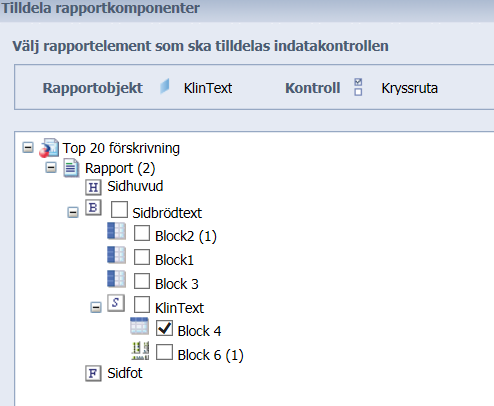 Tilldela rapportkomponenter
Välj rapportelement som ska tilldelas indatakontrollen
Rapportobjekt KlinText Kontroll Kryssruta
Top 20 förskrivning
Rapport (2)
H Sidhuvud
B Sidbrödtext
Block2 (1)
Block1
Block 3
S KlinText
Block 4
Block 6 (1)
F Sidfot